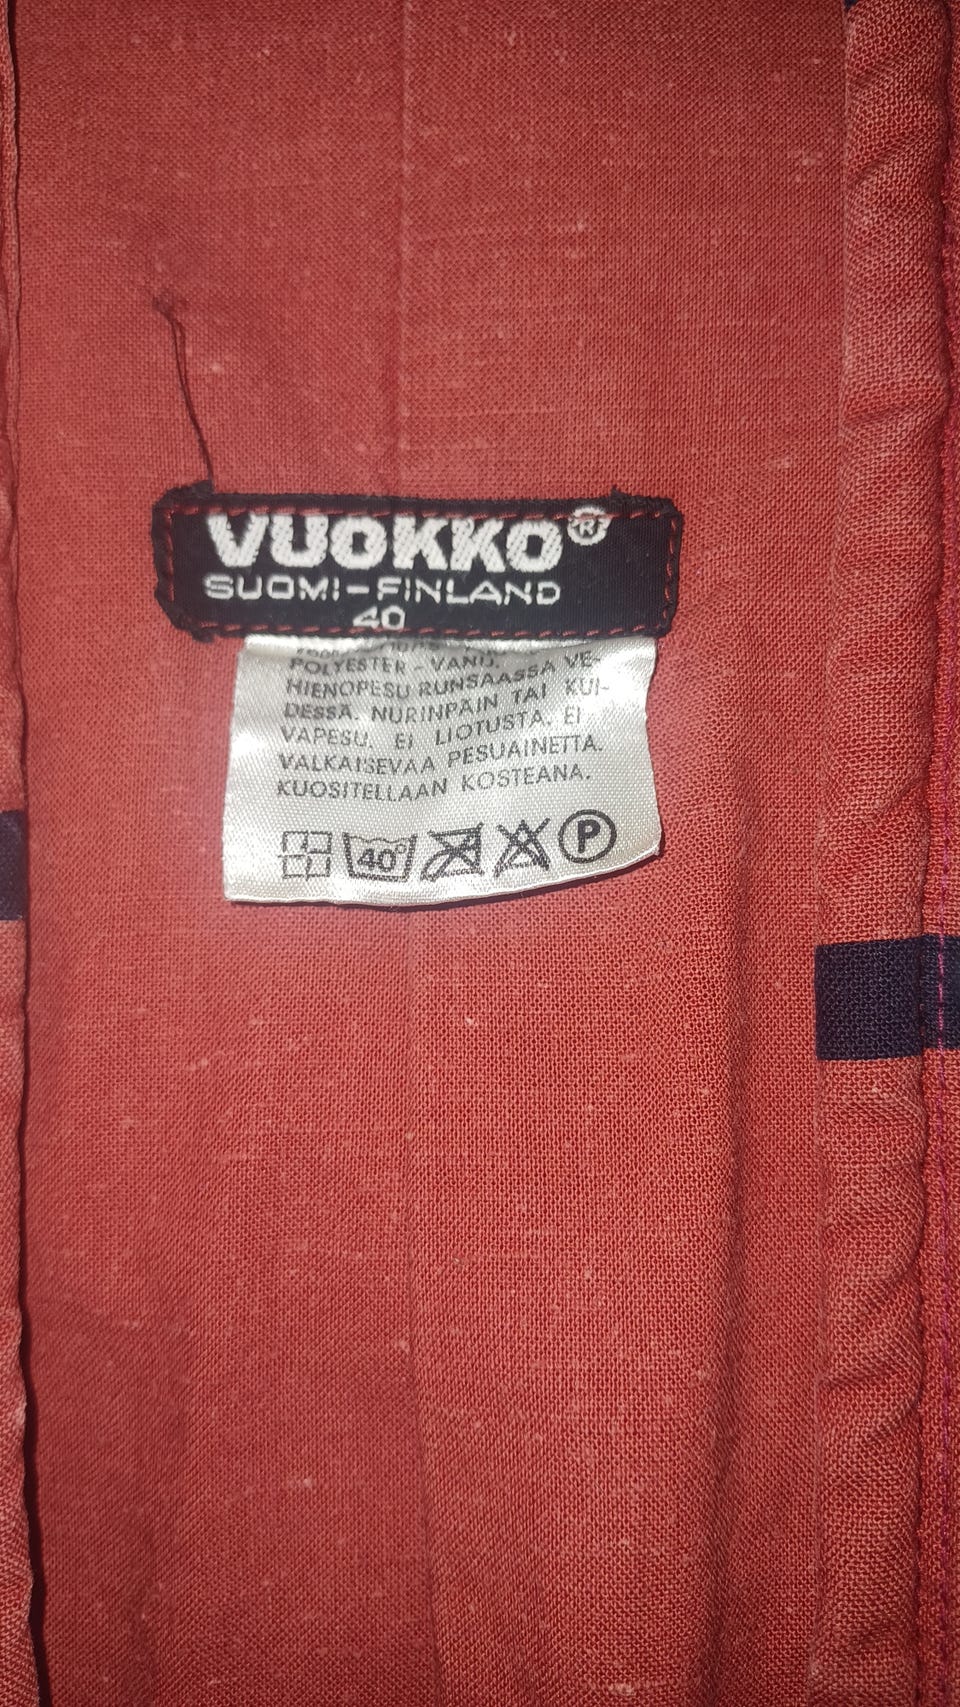 VUOKKO®
SUOMI-FINLAND
40
POLYESTER - VANU.
HIENOPESU RUNSAASSA VE-
DESSÄ. NURINPÄIN TAI KUI-
VAPESU. EI LIOTUSTA. EI
VALKAISEVAA PESUAINETTA.
KUOSITELLAAN KOSTEANA.
40° P